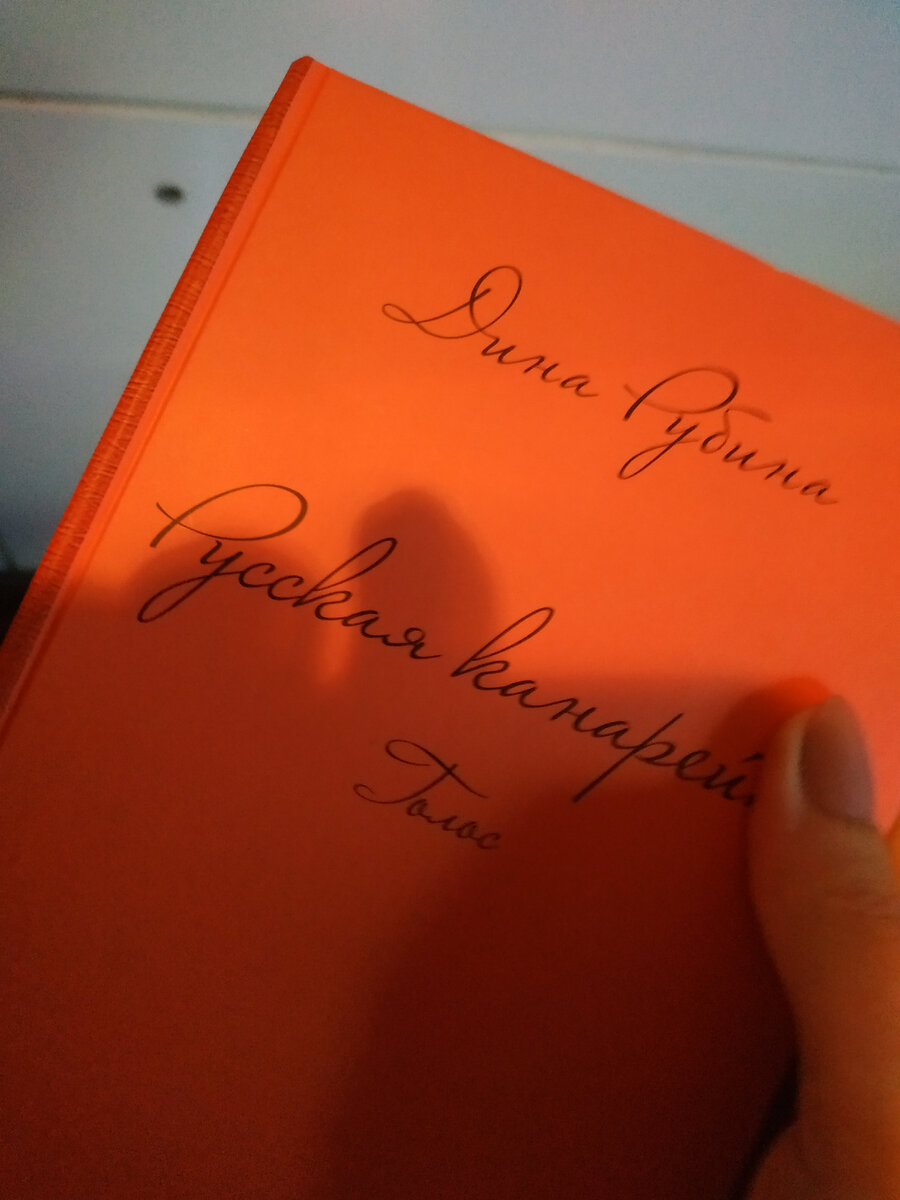 Дина Рубина
Русская канарей
Голос